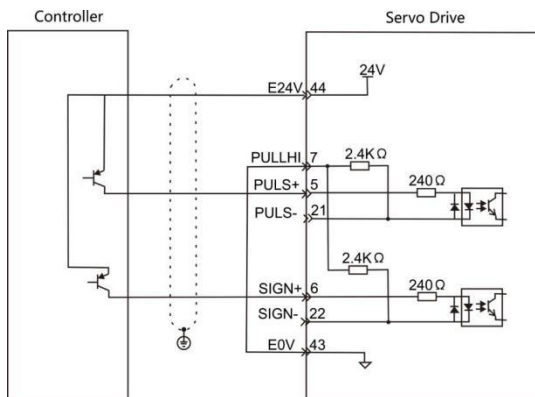 Controller
Servo Drive
24V
E24V 44
PULLHI 7
2.4KΩ
PULS+ 5
240Ω
PULS- 21
2.4KΩ
SIGN+ 6
240Ω
SIGN- 22
E0V 43